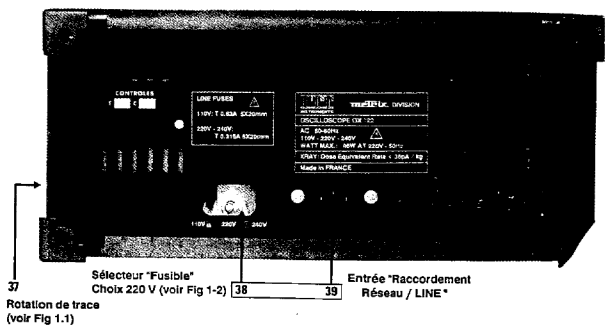 CONTROLES
LINE FUSES
110V: T 0.63A 5X20mm
220V - 240V:
T 0.315A 5X20mm
INSTRUMENTS
DIVISION
OSCILLOSCOPE OX 722
AC 50-60Hz
110V - 220V - 240V
WATT MAX.: 46W AT 220V - 50Hz
XRAY: Dose Equivalent Rate < 36pA / kg
Made in FRANCE
110V 220V 240V
37
Rotation de trace
(voir Fig 1.1)
Sélecteur "Fusible"
Choix 220 V (voir Fig 1-2)
38
39
Entrée "Raccordement
Réseau / LINE"